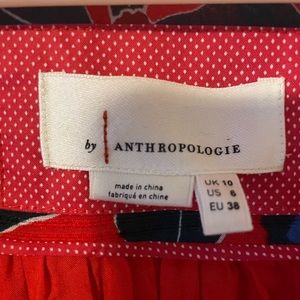 by | ANTHROPOLOGIE
made in china
fabriqué en chine
UK 10
US 6
EU 38